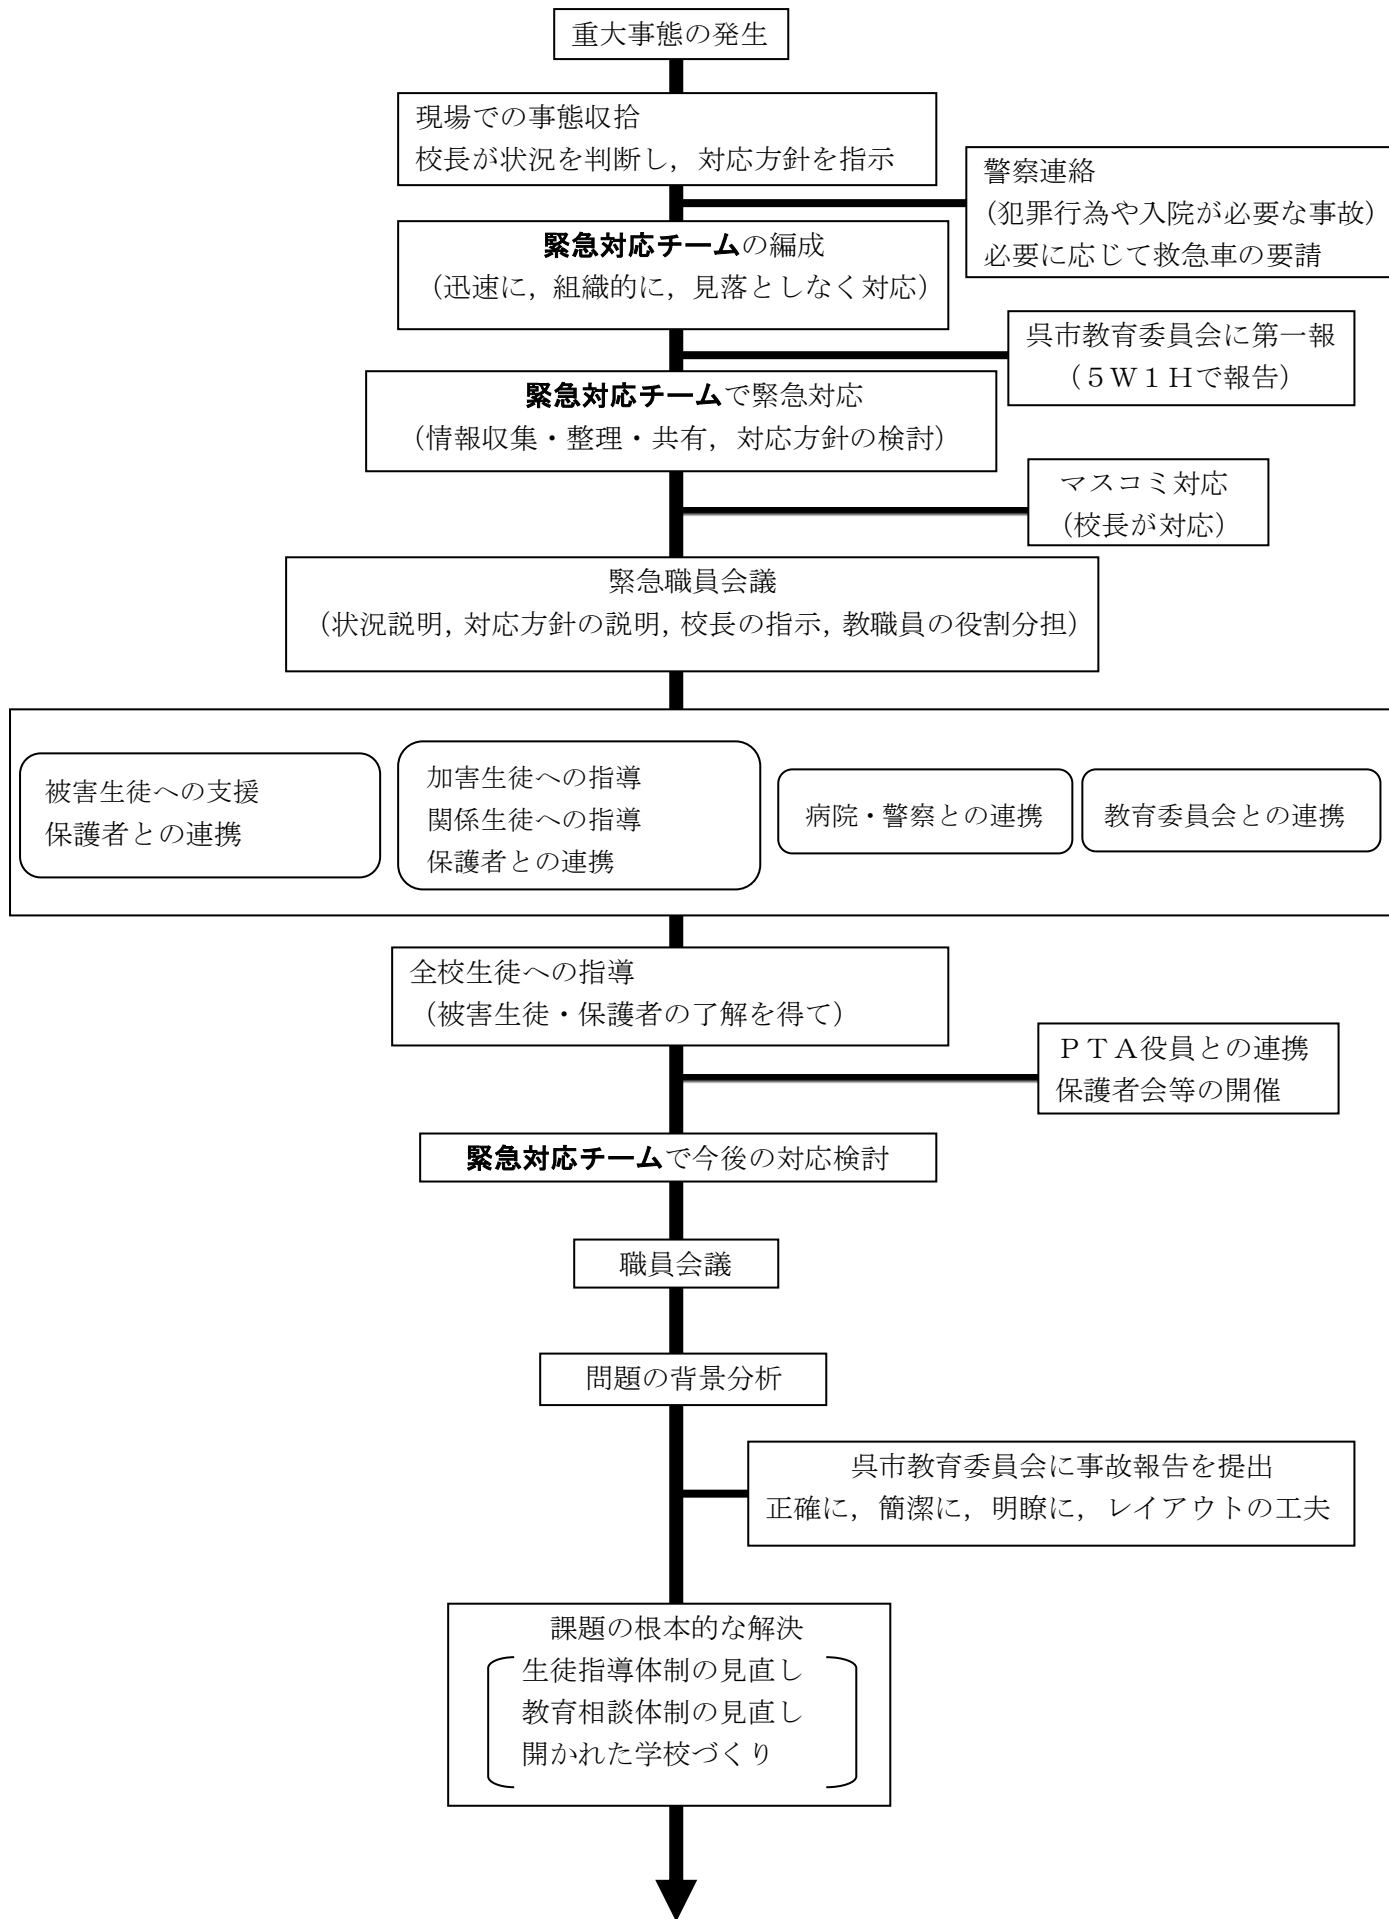 重大事態の発生
現場での事態収拾
校長が状況を判断し，対応方針を指示
警察連絡
（犯罪行為や入院が必要な事故）
必要に応じて救急車の要請
緊急対応チームの編成
（迅速に，組織的に，見落としなく対応）
呉市教育委員会に第一報
（５Ｗ１Ｈで報告）
緊急対応チームで緊急対応
（情報収集・整理・共有，対応方針の検討）
マスコミ対応
（校長が対応）
緊急職員会議
（状況説明，対応方針の説明，校長の指示，教職員の役割分担）
被害生徒への支援
保護者との連携
加害生徒への指導
関係生徒への指導
保護者との連携
病院・警察との連携
教育委員会との連携
全校生徒への指導
（被害生徒・保護者の了解を得て）
ＰＴＡ役員との連携
保護者会等の開催
緊急対応チームで今後の対応検討
職員会議
問題の背景分析
呉市教育委員会に事故報告を提出
正確に，簡潔に，明瞭に，レイアウトの工夫
課題の根本的な解決
生徒指導体制の見直し
教育相談体制の見直し
開かれた学校づくり